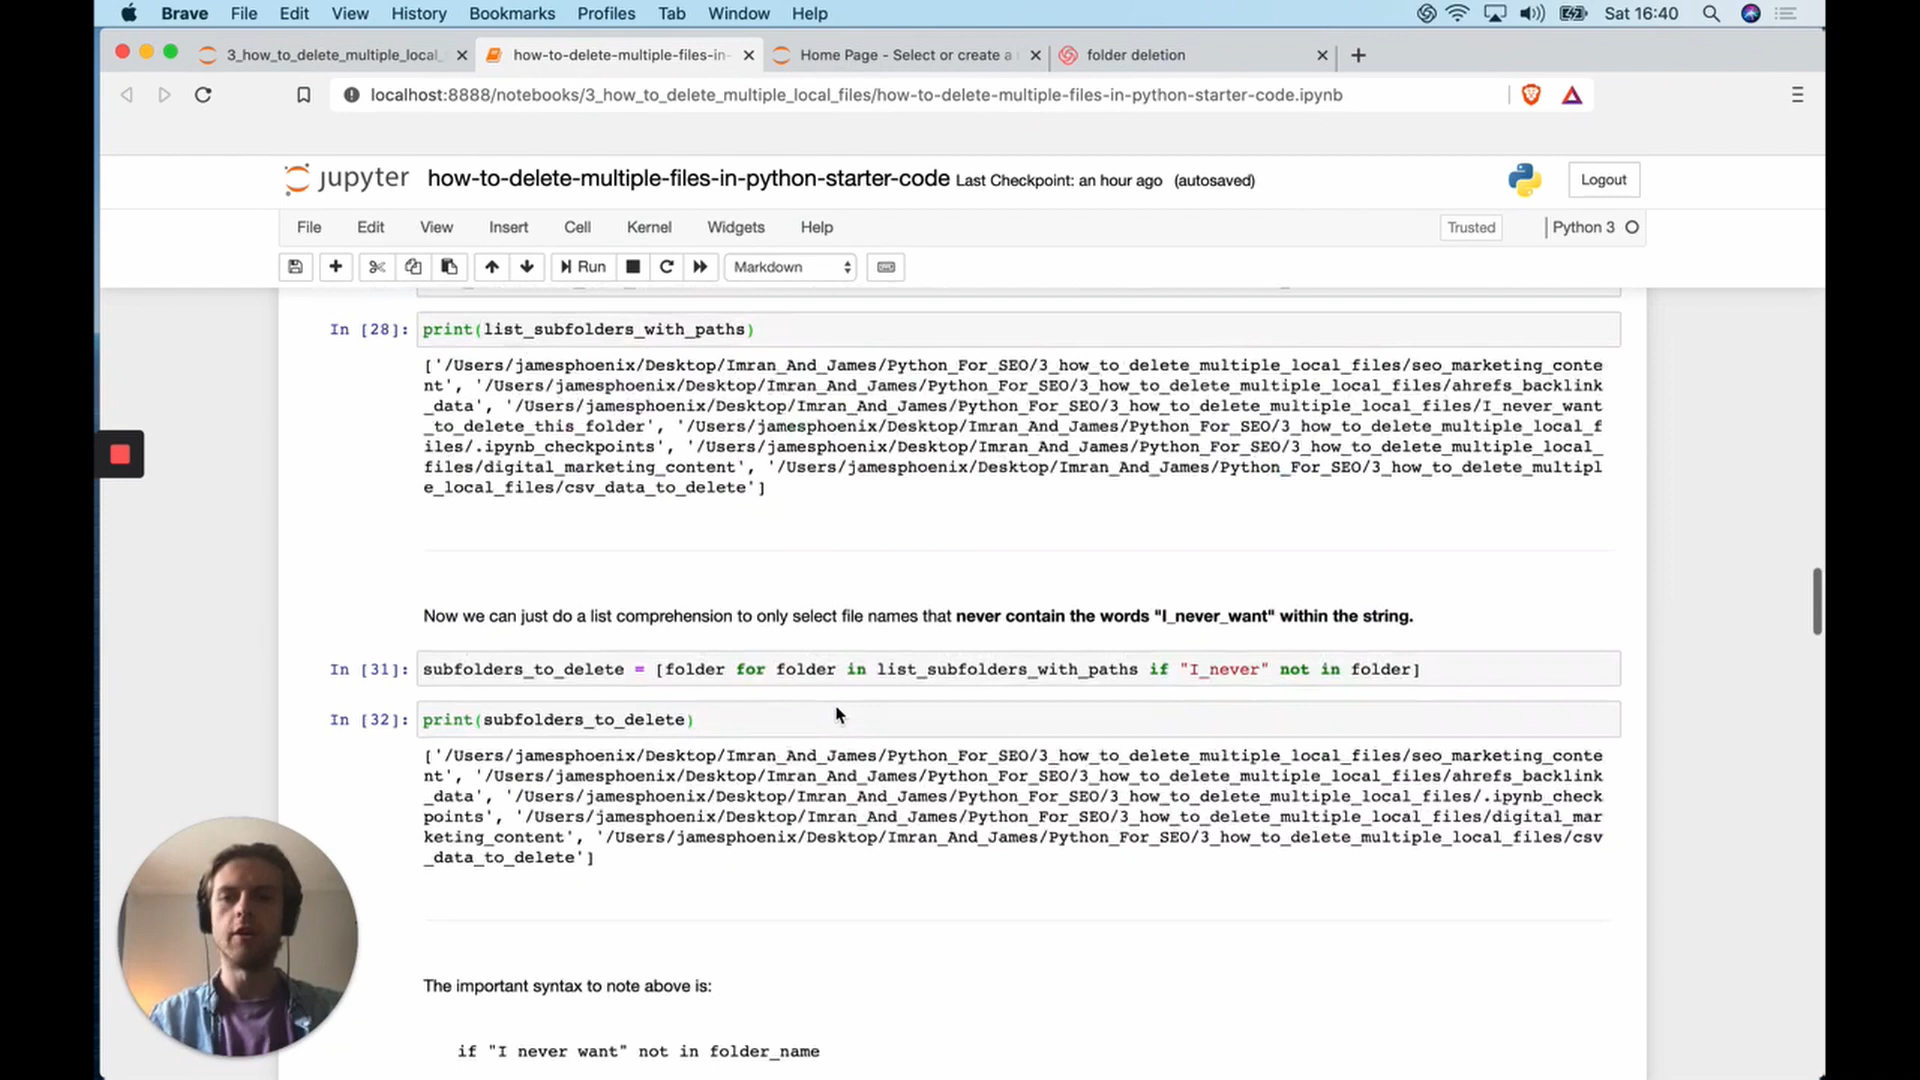 Brave File Edit View History Bookmarks Profiles Tab Window Help Sat 16:40
3_how_to_delete_multiple_local_ how-to-delete-multiple-files-in- Home Page - Select or create a folder deletion
localhost:8888/notebooks/3_how_to_delete_multiple_local_files/how-to-delete-multiple-files-in-python-starter-code.ipynb
jupyter how-to-delete-multiple-files-in-python-starter-code Last Checkpoint: an hour ago (autosaved) Logout
File Edit View Insert Cell Kernel Widgets Help Trusted Python 3
Run Markdown
In [28]: print(list_subfolders_with_paths)
['/Users/jamesphoenix/Desktop/Imran_And_James/Python_For_SEO/3_how_to_delete_multiple_local_files/seo_marketing_conte
nt', '/Users/jamesphoenix/Desktop/Imran_And_James/Python_For_SEO/3_how_to_delete_multiple_local_files/ahrefs_backlink
_data', '/Users/jamesphoenix/Desktop/Imran_And_James/Python_For_SEO/3_how_to_delete_multiple_local_files/I_never_want
_to_delete_this_folder', '/Users/jamesphoenix/Desktop/Imran_And_James/Python_For_SEO/3_how_to_delete_multiple_local_f
iles/.ipynb_checkpoints', '/Users/jamesphoenix/Desktop/Imran_And_James/Python_For_SEO/3_how_to_delete_multiple_local_
files/digital_marketing_content', '/Users/jamesphoenix/Desktop/Imran_And_James/Python_For_SEO/3_how_to_delete_multipl
e_local_files/csv_data_to_delete']
Now we can just do a list comprehension to only select file names that never contain the words "I_never_want" within the string.
In [31]: subfolders_to_delete = [folder for folder in list_subfolders_with_paths if "I_never" not in folder]
In [32]: print(subfolders_to_delete)
['/Users/jamesphoenix/Desktop/Imran_And_James/Python_For_SEO/3_how_to_delete_multiple_local_files/seo_marketing_conte
nt', '/Users/jamesphoenix/Desktop/Imran_And_James/Python_For_SEO/3_how_to_delete_multiple_local_files/ahrefs_backlink
_data', '/Users/jamesphoenix/Desktop/Imran_And_James/Python_For_SEO/3_how_to_delete_multiple_local_files/.ipynb_check
points', '/Users/jamesphoenix/Desktop/Imran_And_James/Python_For_SEO/3_how_to_delete_multiple_local_files/digital_mar
keting_content', '/Users/jamesphoenix/Desktop/Imran_And_James/Python_For_SEO/3_how_to_delete_multiple_local_files/csv
_data_to_delete']
The important syntax to note above is:
if "I never want" not in folder_name